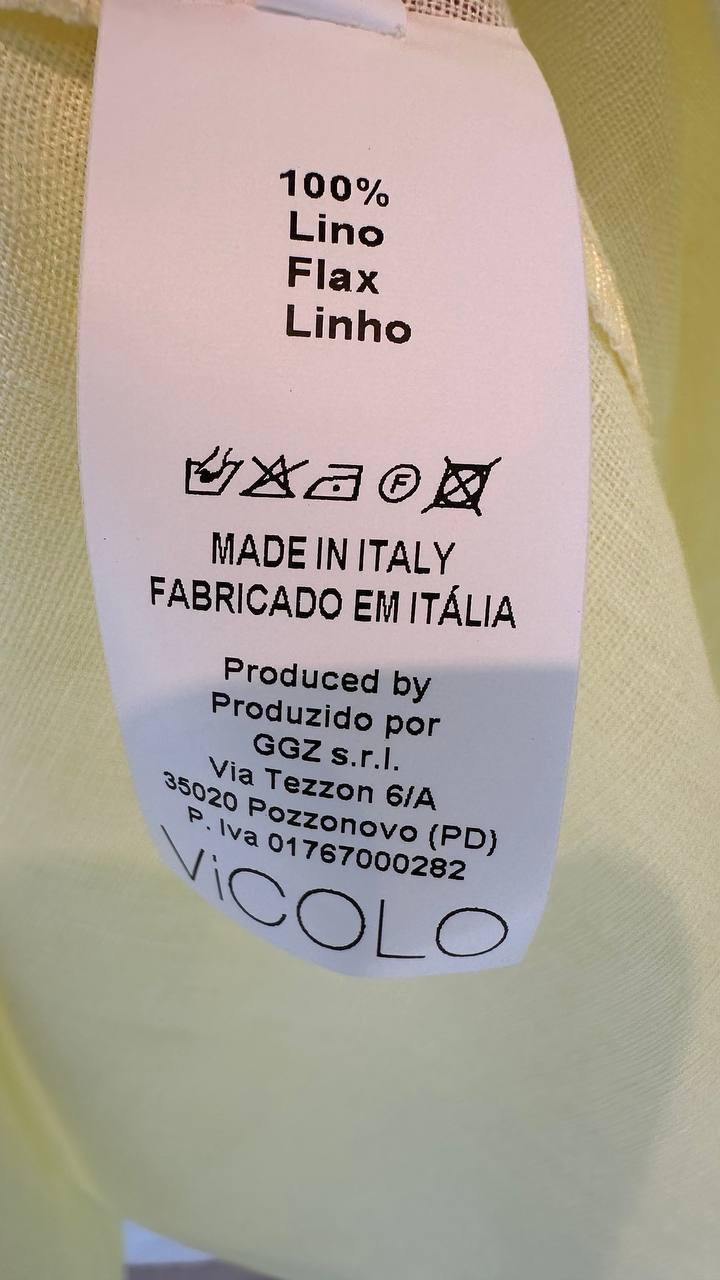 100%
Lino
Flax
Linho
F
MADE IN ITALY
FABRICADO EM ITÁLIA
Produced by
Produzido por
GGZ s.r.l.
Via Tezzon 6/A
35020 Pozzonovo (PD)
P. Iva 01767000282
ViCOLO